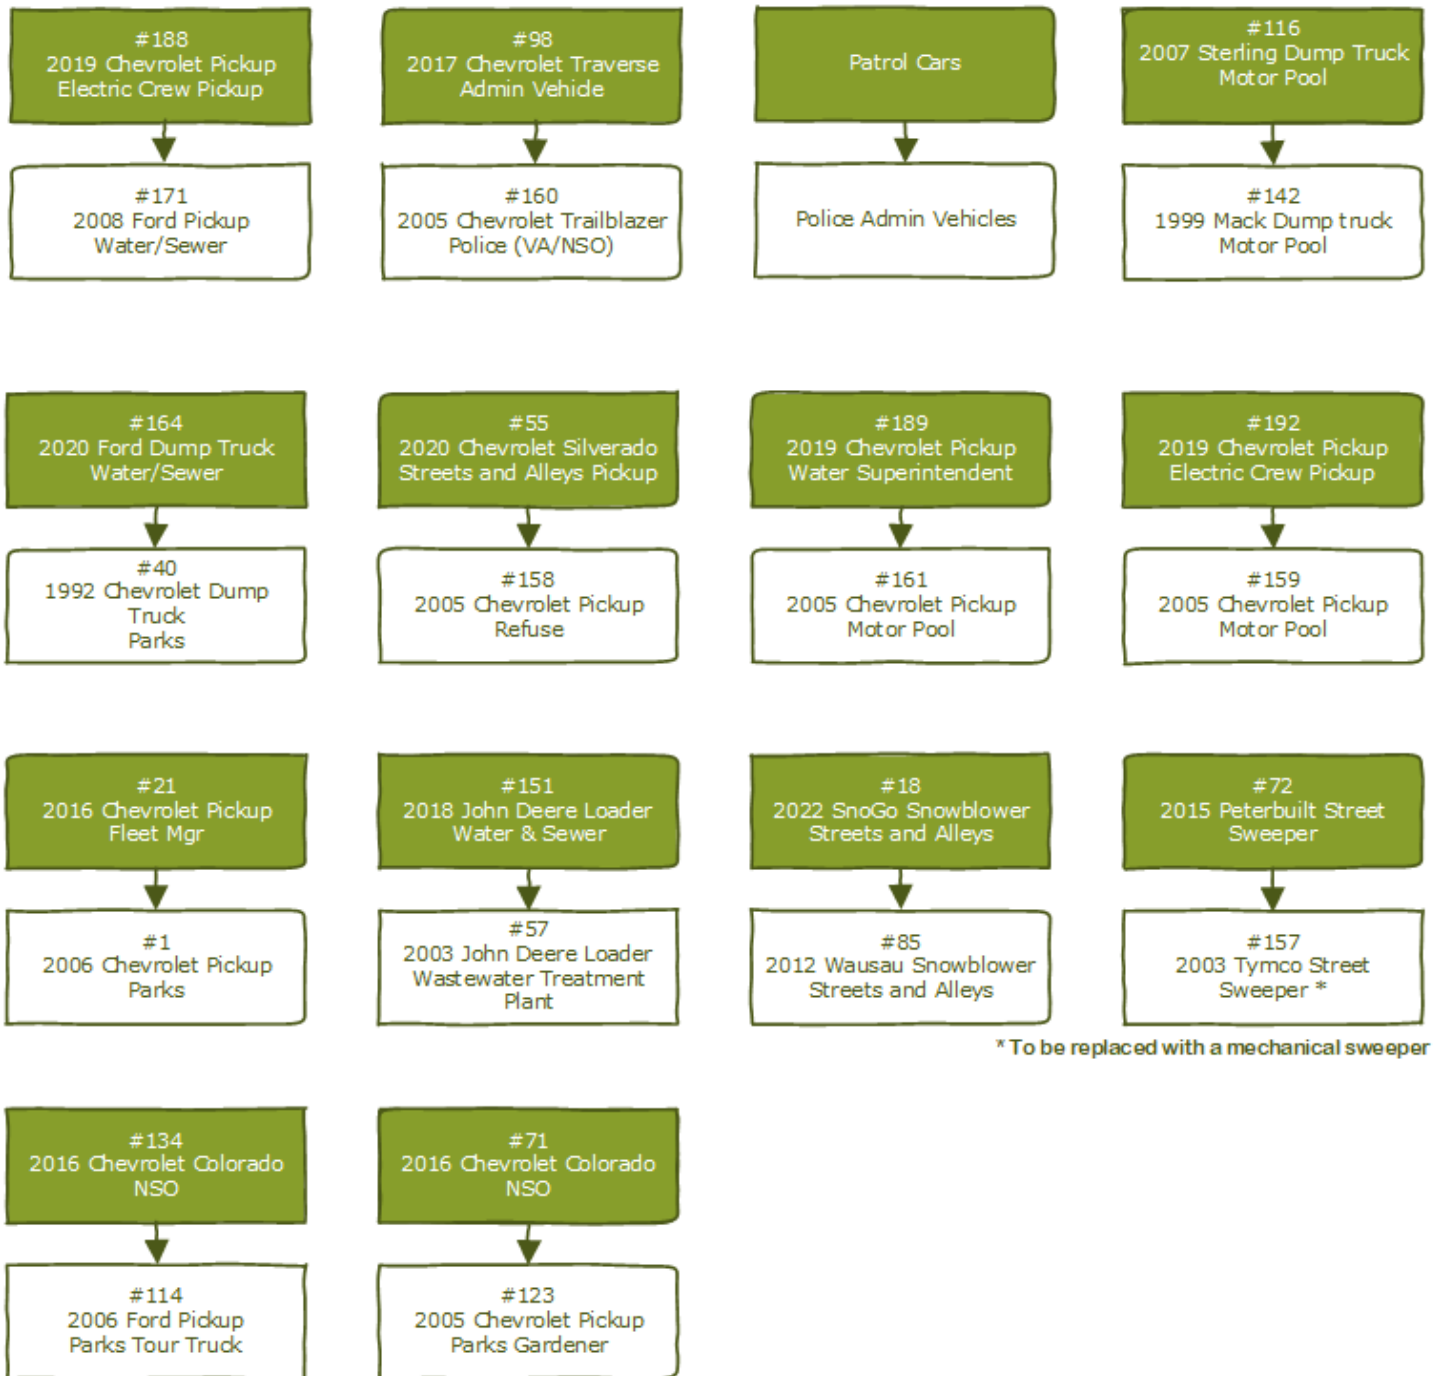 #188
2019 Chevrolet Pickup
Electric Crew Pickup
#171
2008 Ford Pickup
Water/Sewer
#98
2017 Chevrolet Traverse
Admin Vehicle
#160
2005 Chevrolet Trailblazer
Police (VA/NSO)
Patrol Cars
Police Admin Vehicles
#116
2007 Sterling Dump Truck
Motor Pool
#142
1999 Mack Dump truck
Motor Pool
#164
2020 Ford Dump Truck
Water/Sewer
#40
1992 Chevrolet Dump
Truck
Parks
#55
2020 Chevrolet Silverado
Streets and Alleys Pickup
#158
2005 Chevrolet Pickup
Refuse
#189
2019 Chevrolet Pickup
Water Superintendent
#161
2005 Chevrolet Pickup
Motor Pool
#192
2019 Chevrolet Pickup
Electric Crew Pickup
#159
2005 Chevrolet Pickup
Motor Pool
#21
2016 Chevrolet Pickup
Fleet Mgr
#1
2006 Chevrolet Pickup
Parks
#151
2018 John Deere Loader
Water & Sewer
#57
2003 John Deere Loader
Wastewater Treatment
Plant
#18
2022 SnoGo Snowblower
Streets and Alleys
#85
2012 Wausau Snowblower
Streets and Alleys
#72
2015 Peterbuilt Street
Sweeper
#157
2003 Tymco Street
Sweeper *
* To be replaced with a mechanical sweeper
#134
2016 Chevrolet Colorado
NSO
#114
2006 Ford Pickup
Parks Tour Truck
#71
2016 Chevrolet Colorado
NSO
#123
2005 Chevrolet Pickup
Parks Gardener